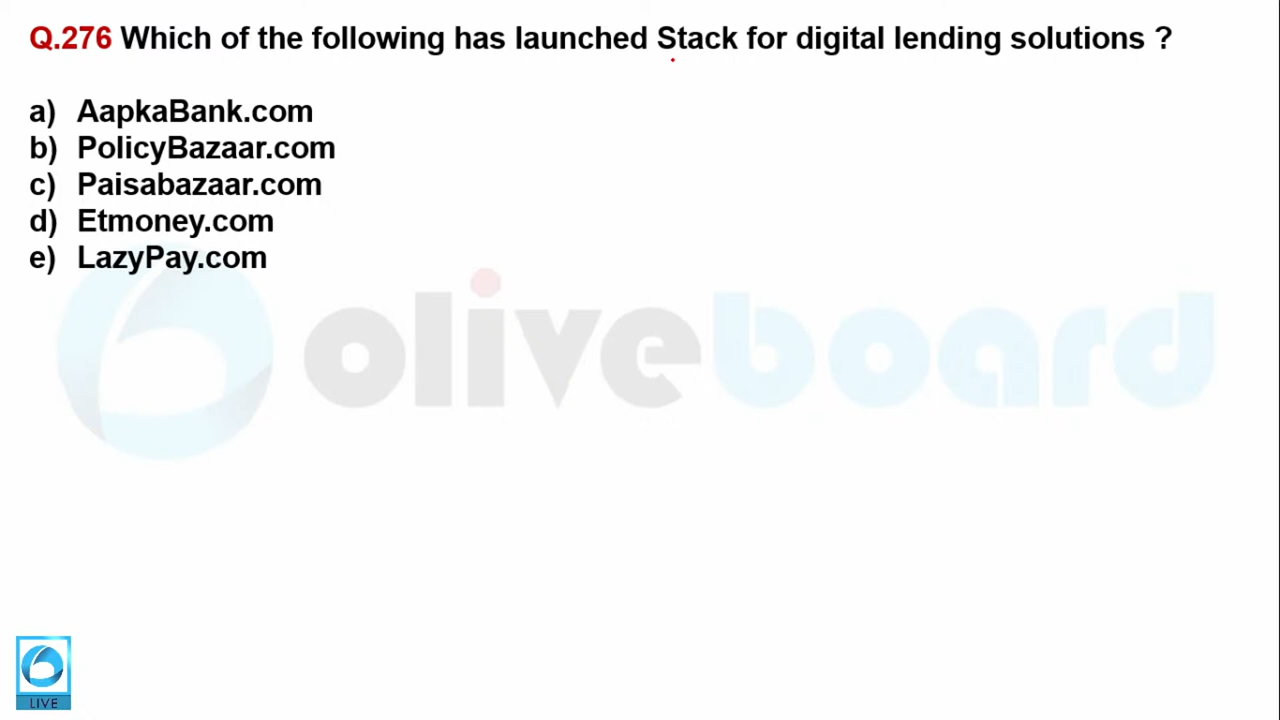 Q.276 Which of the following has launched Stack for digital lending solutions ?
a) AapkaBank.com
b) PolicyBazaar.com
c) Paisabazaar.com
d) Etmoney.com
e) LazyPay.com
oliveboard
LIVE